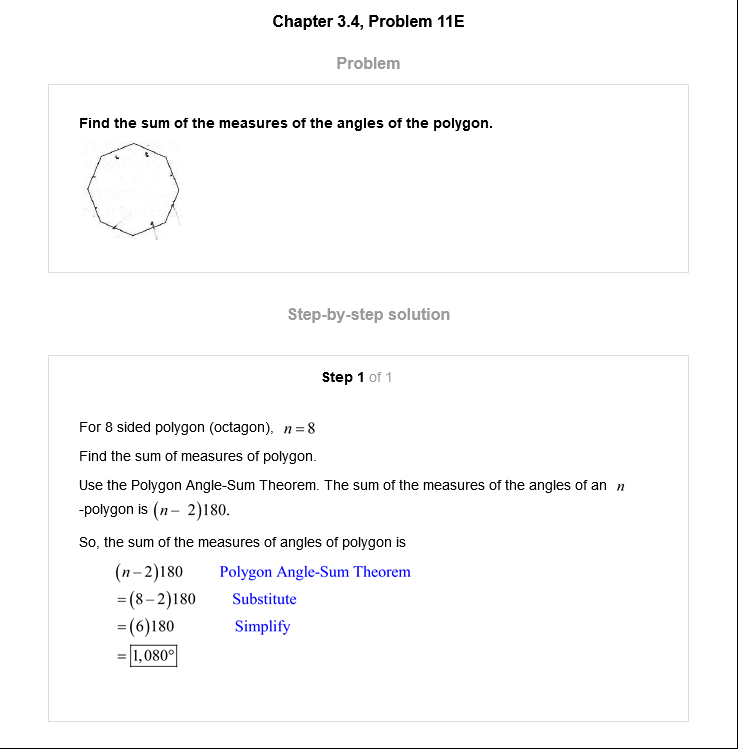 Chapter 3.4, Problem 11E
Problem
Find the sum of the measures of the angles of the polygon.
Step-by-step solution
Step 1 of 1
For 8 sided polygon (octagon), n = 8
Find the sum of measures of polygon.
Use the Polygon Angle-Sum Theorem. The sum of the measures of the angles of an n
-polygon is (n − 2)180.
So, the sum of the measures of angles of polygon is
(n − 2)180 Polygon Angle-Sum Theorem
= (8 − 2)180 Substitute
= (6)180 Simplify
= 1,080°